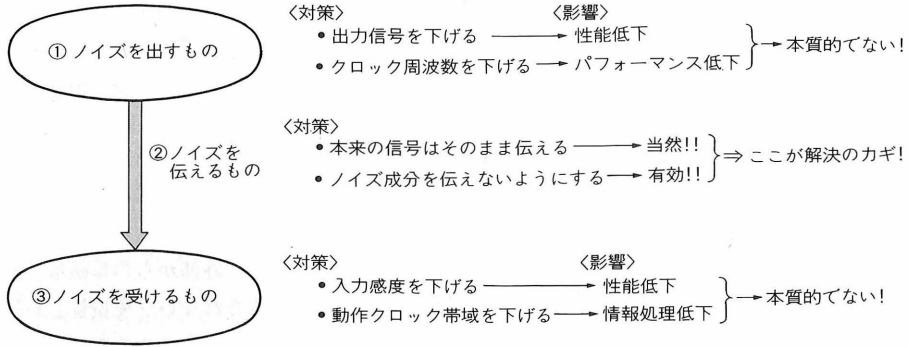 ① ノイズを出すもの
②ノイズを
伝えるもの
③ノイズを受けるもの
〈対策〉 〈影響〉
• 出力信号を下げる → 性能低下
• クロック周波数を下げる → パフォーマンス低下
→ 本質的でない!
〈対策〉
• 本来の信号はそのまま伝える → 当然!!
• ノイズ成分を伝えないようにする → 有効!!
⇒ ここが解決のカギ!
〈対策〉 〈影響〉
• 入力感度を下げる → 性能低下
• 動作クロック帯域を下げる → 情報処理低下
→ 本質的でない!